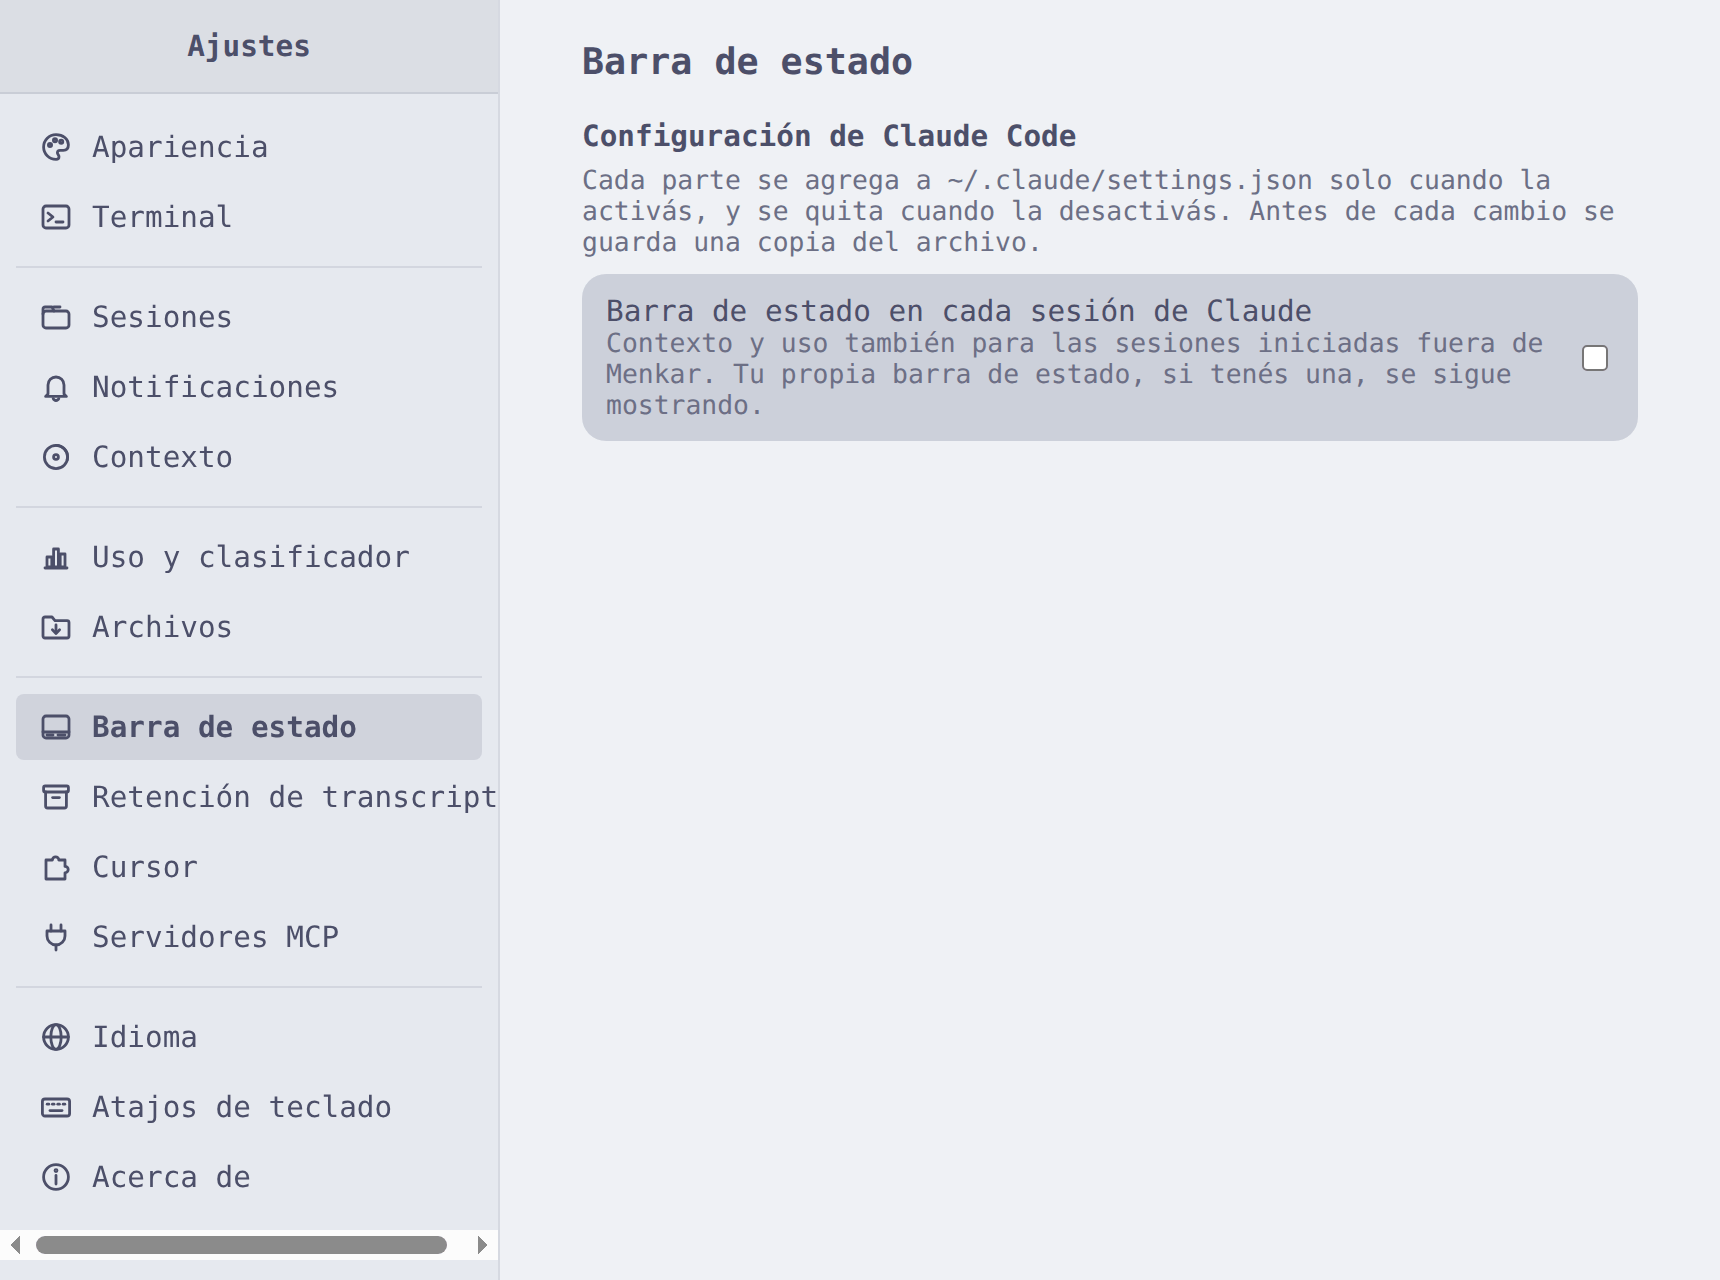 Ajustes
Apariencia
Terminal
Sesiones
Notificaciones
Contexto
Uso y clasificador
Archivos
Barra de estado
Retención de transcript
Cursor
Servidores MCP
Idioma
Atajos de teclado
Acerca de
Barra de estado
Configuración de Claude Code
Cada parte se agrega a ~/.claude/settings.json solo cuando la
activás, y se quita cuando la desactivás. Antes de cada cambio se
guarda una copia del archivo.
Barra de estado en cada sesión de Claude
Contexto y uso también para las sesiones iniciadas fuera de
Menkar. Tu propia barra de estado, si tenés una, se sigue
mostrando.